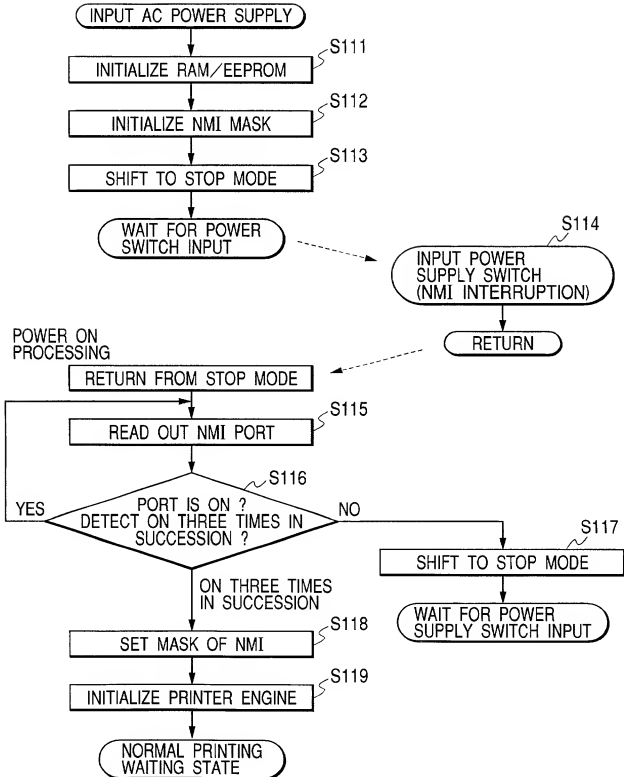 INPUT AC POWER SUPPLY
S111
INITIALIZE RAM/EEPROM
S112
INITIALIZE NMI MASK
S113
SHIFT TO STOP MODE
WAIT FOR POWER
SWITCH INPUT
S114
INPUT POWER
SUPPLY SWITCH
(NMI INTERRUPTION)
RETURN
POWER ON
PROCESSING
RETURN FROM STOP MODE
S115
READ OUT NMI PORT
S116
YES
PORT IS ON ?
DETECT ON THREE TIMES IN
SUCCESSION ?
NO
S117
SHIFT TO STOP MODE
WAIT FOR POWER
SUPPLY SWITCH INPUT
ON THREE TIMES
IN SUCCESSION
S118
SET MASK OF NMI
S119
INITIALIZE PRINTER ENGINE
NORMAL PRINTING
WAITING STATE